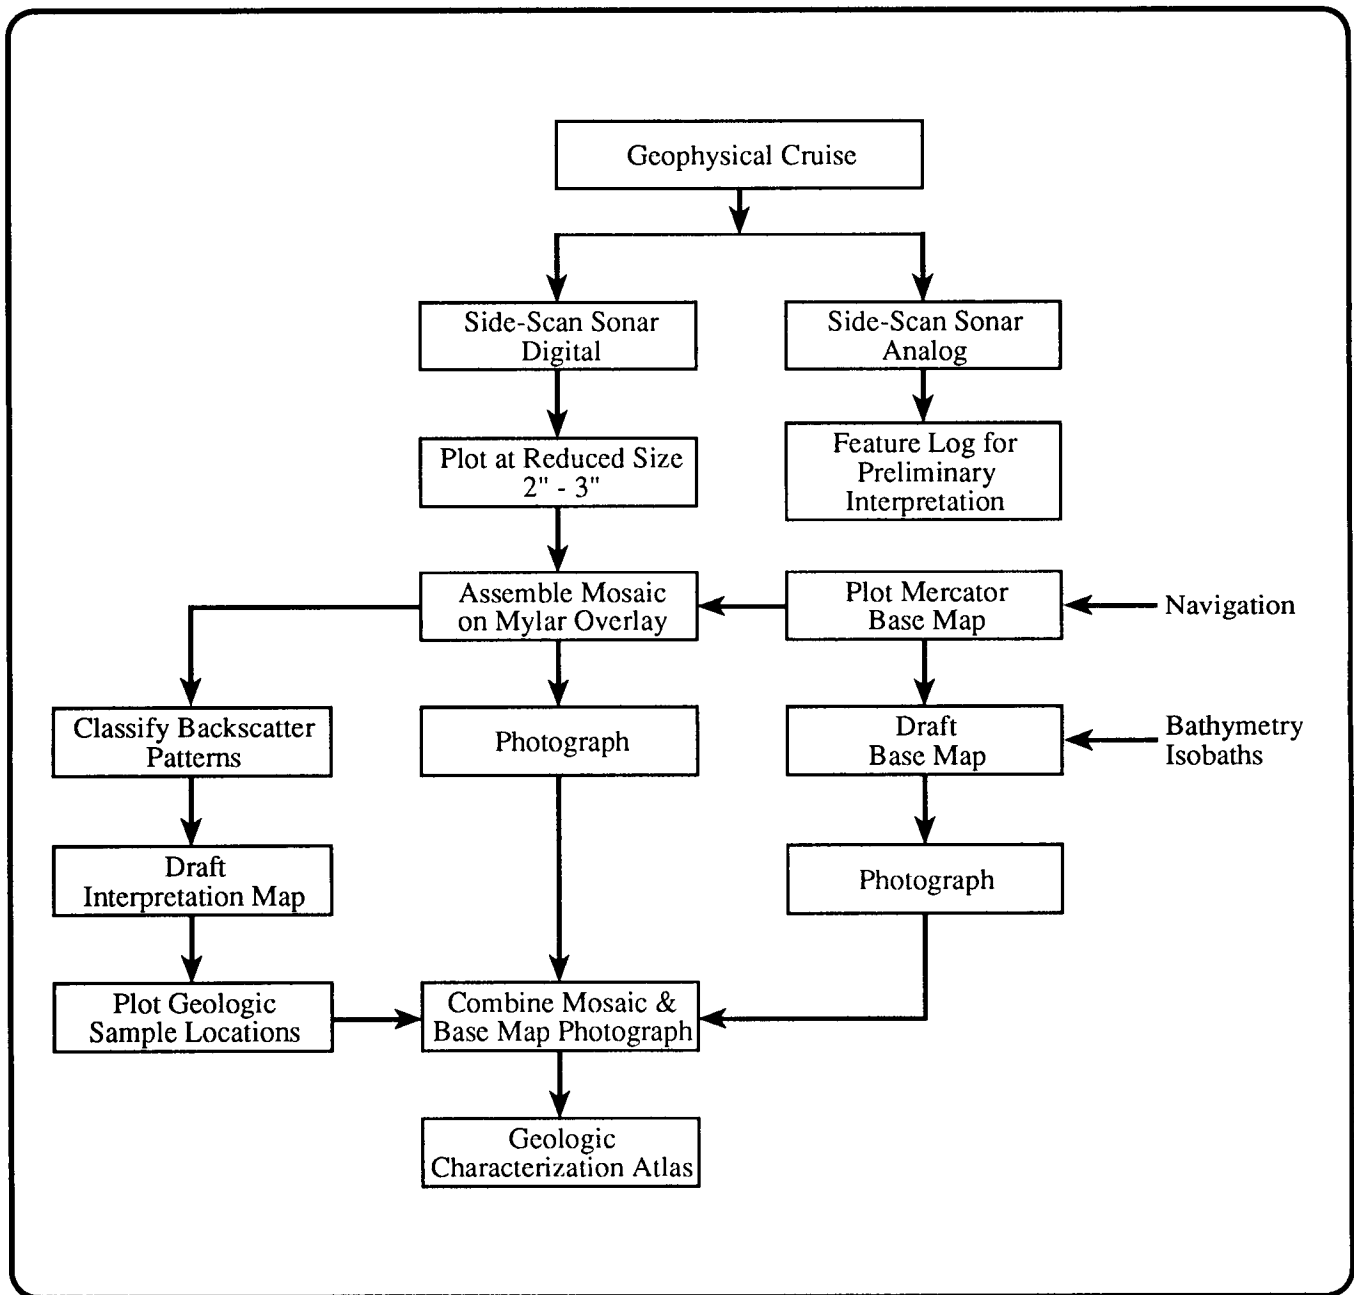 Geophysical Cruise
Side-Scan Sonar
Digital
Side-Scan Sonar
Analog
Plot at Reduced Size
2" - 3"
Feature Log for
Preliminary
Interpretation
Assemble Mosaic
on Mylar Overlay
Plot Mercator
Base Map
Navigation
Classify Backscatter
Patterns
Photograph
Draft
Base Map
Bathymetry
Isobaths
Draft
Interpretation Map
Photograph
Plot Geologic
Sample Locations
Combine Mosaic &
Base Map Photograph
Geologic
Characterization Atlas